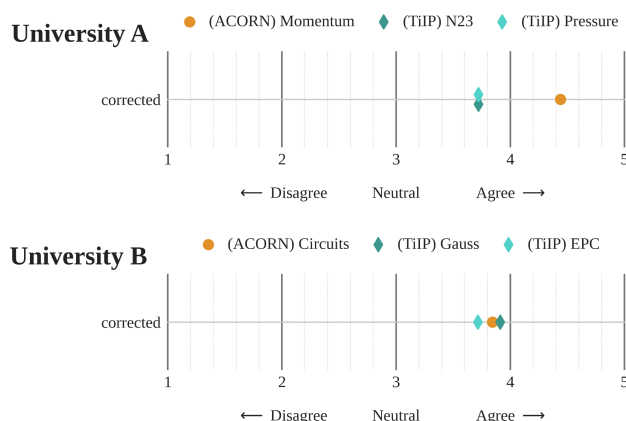 University A
(ACORN) Momentum (TiIP) N23 (TiIP) Pressure
corrected
1 2 3 4 5
⟵ Disagree Neutral Agree ⟶
University B
(ACORN) Circuits (TiIP) Gauss (TiIP) EPC
corrected
1 2 3 4 5
⟵ Disagree Neutral Agree ⟶